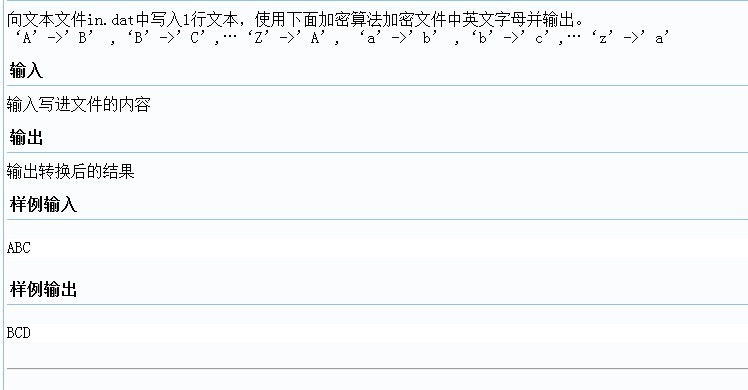 向文本文件in.dat中写入1行文本，使用下面加密算法加密文件中英文字母并输出。
‘A’->’B’ ,‘B’->’C’,…‘Z’->’A’, ‘a’->’b’ ,‘b’->’c’,…‘z’->’a’
输入
输入写进文件的内容
输出
输出转换后的结果
样例输入
ABC
样例输出
BCD